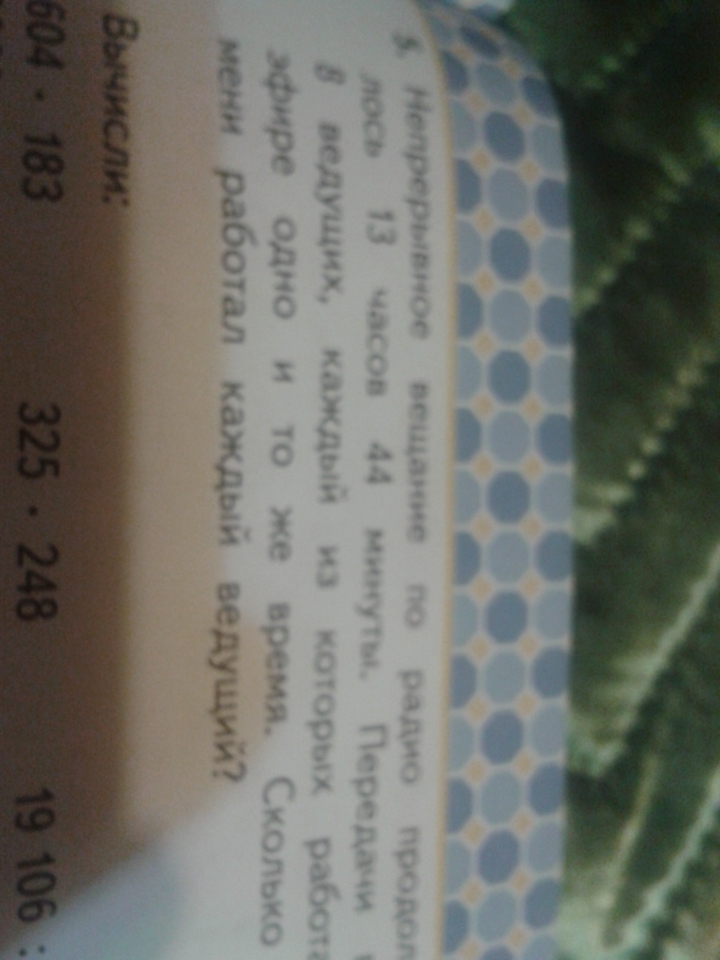 5. Непрерывное вещание по радио продол
лось 13 часов 44 минуты. Передачи
8 ведущих, каждый из которых работа
эфире одно и то же время. Сколько
мени работал каждый ведущий?
Вычисли:
604 · 183 325 · 248 19 106 :